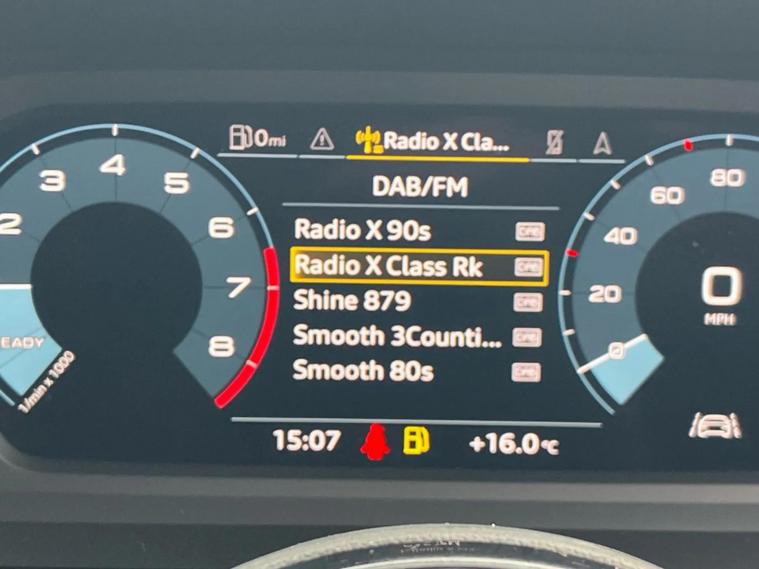 0mi Radio X Cla...
DAB/FM
Radio X 90s
Radio X Class Rk
Shine 879
Smooth 3Counti...
Smooth 80s
15:07 +16.0°C
2 3 4 5 6 7 8
EADY
1/min x 1000
0 20 40 60 80
0
MPH